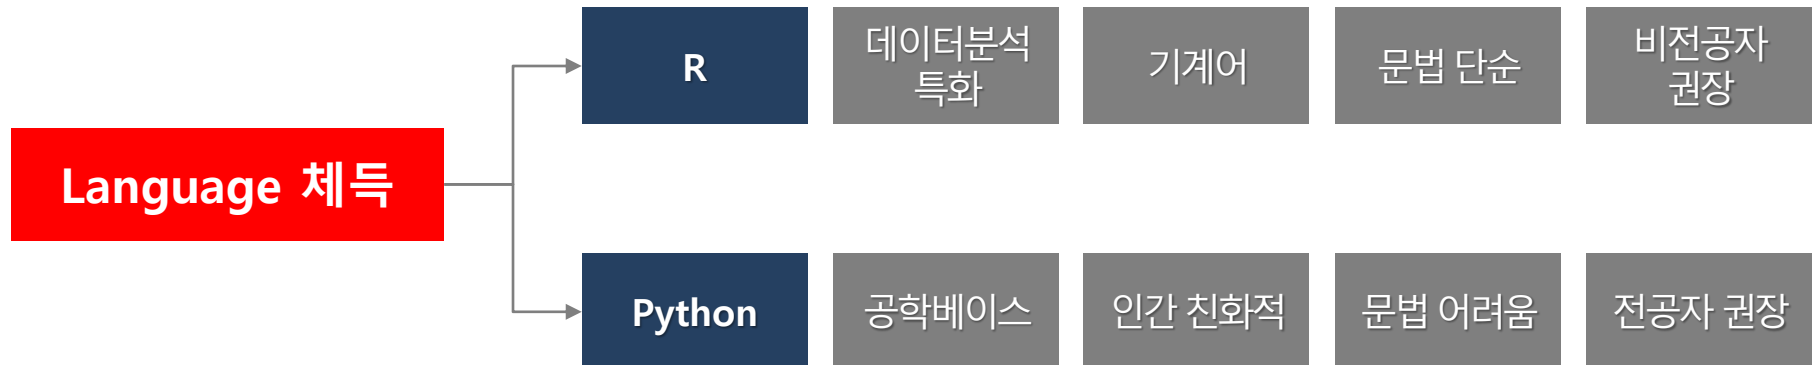 Language 체득
R
데이터분석
특화
기계어
문법 단순
비전공자
권장
Python
공학베이스
인간 친화적
문법 어려움
전공자 권장